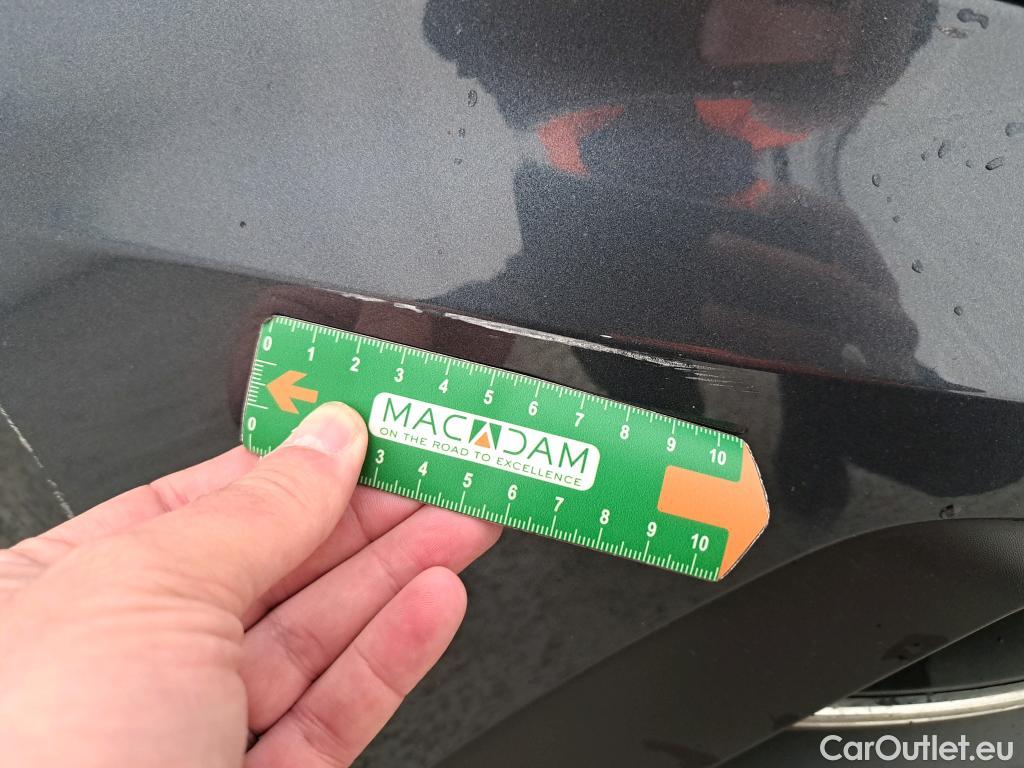 0 1 2 3 4 5 6 7 8 9 10
MACADAM
ON THE ROAD TO EXCELLENCE
0 3 4 5 6 7 8 9 10
CarOutlet.eu